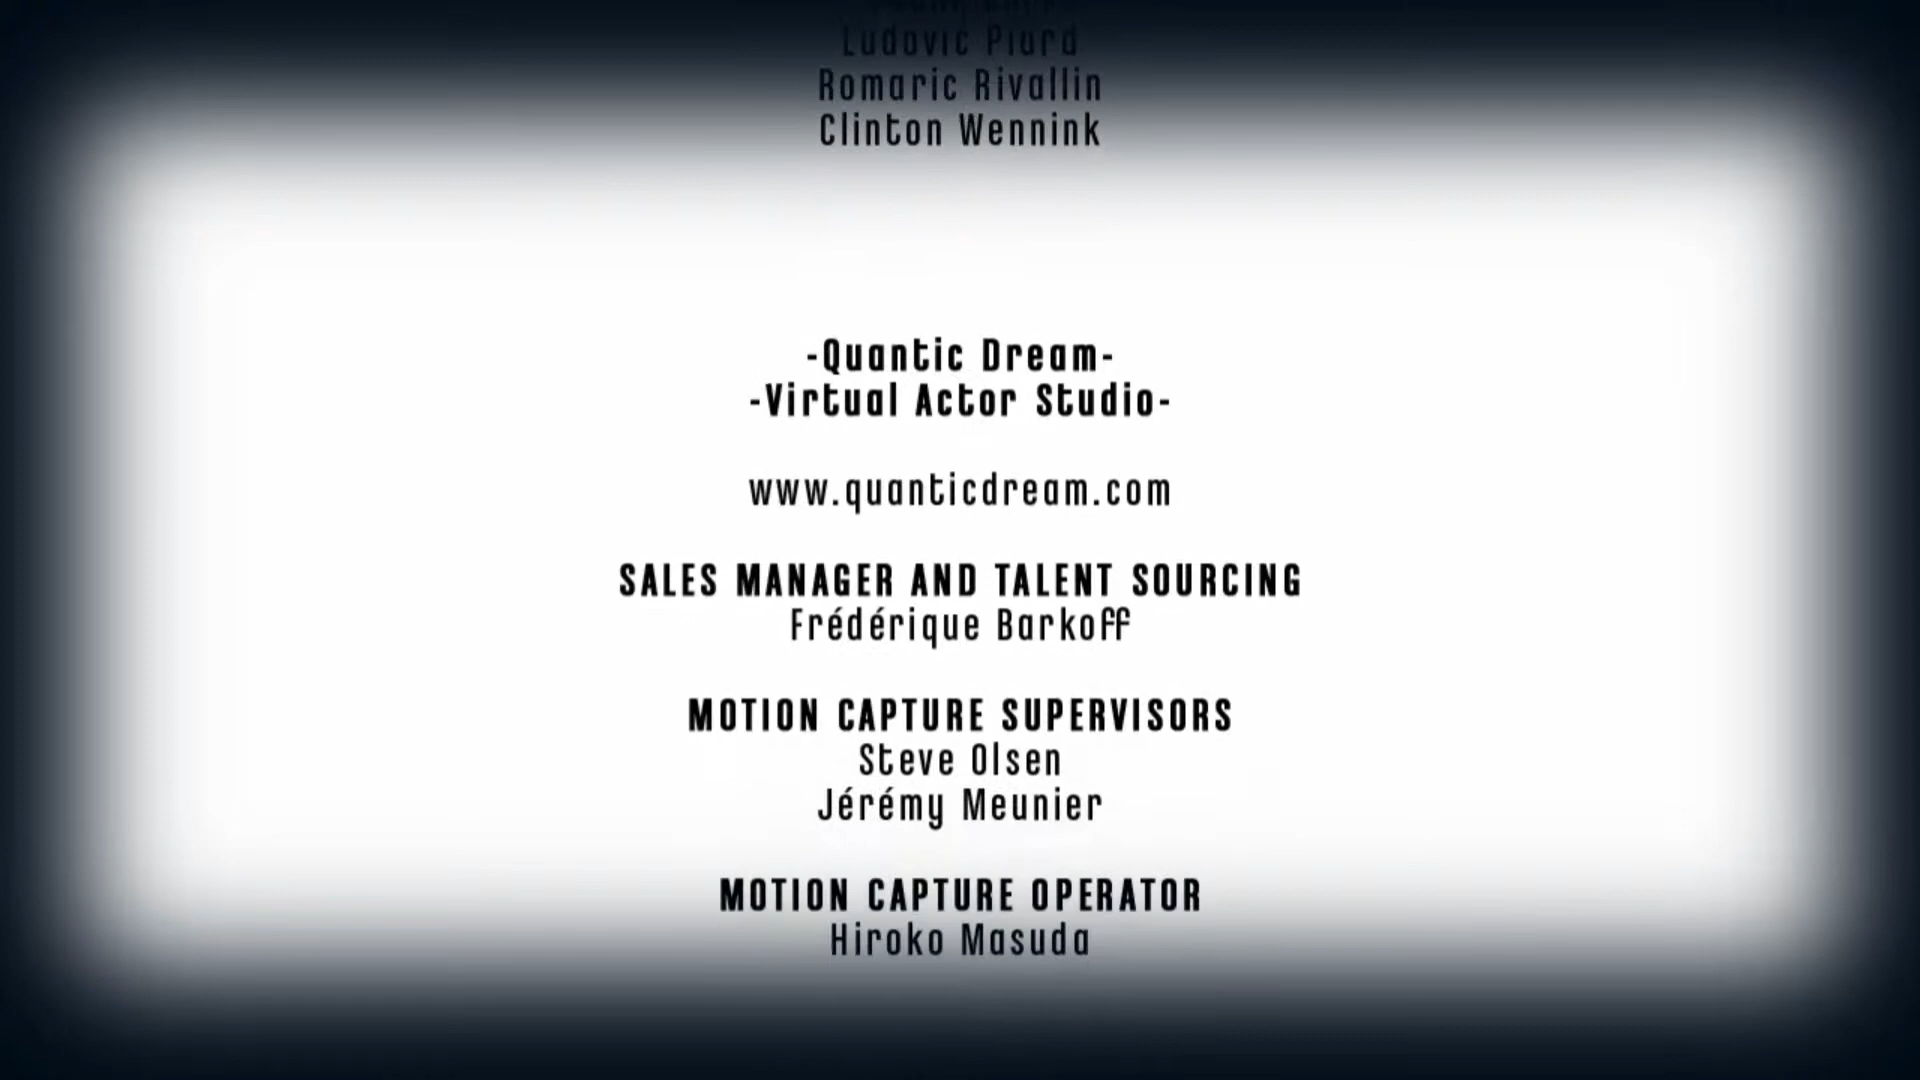 Ludovic Piard
Romaric Rivallin
Clinton Wennink
-Quantic Dream-
-Virtual Actor Studio-
www.quanticdream.com
SALES MANAGER AND TALENT SOURCING
Frédérique Barkoff
MOTION CAPTURE SUPERVISORS
Steve Olsen
Jérémy Meunier
MOTION CAPTURE OPERATOR
Hiroko Masuda